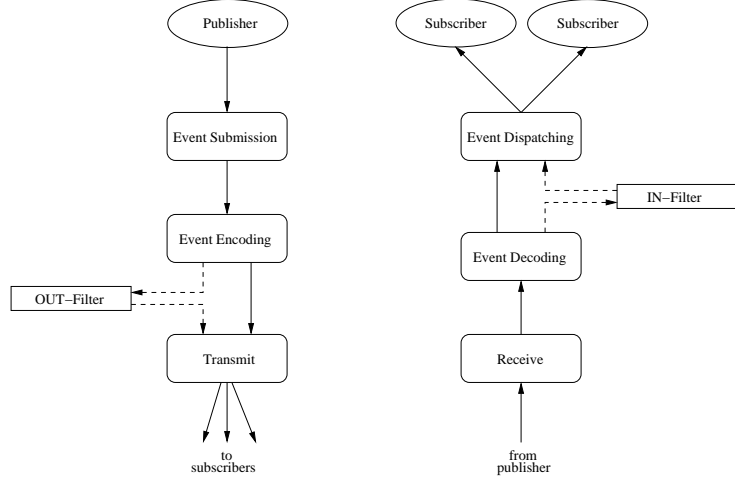 Publisher
Event Submission
Event Encoding
OUT−Filter
Transmit
to
subscribers
Subscriber
Subscriber
Event Dispatching
IN−Filter
Event Decoding
Receive
from
publisher